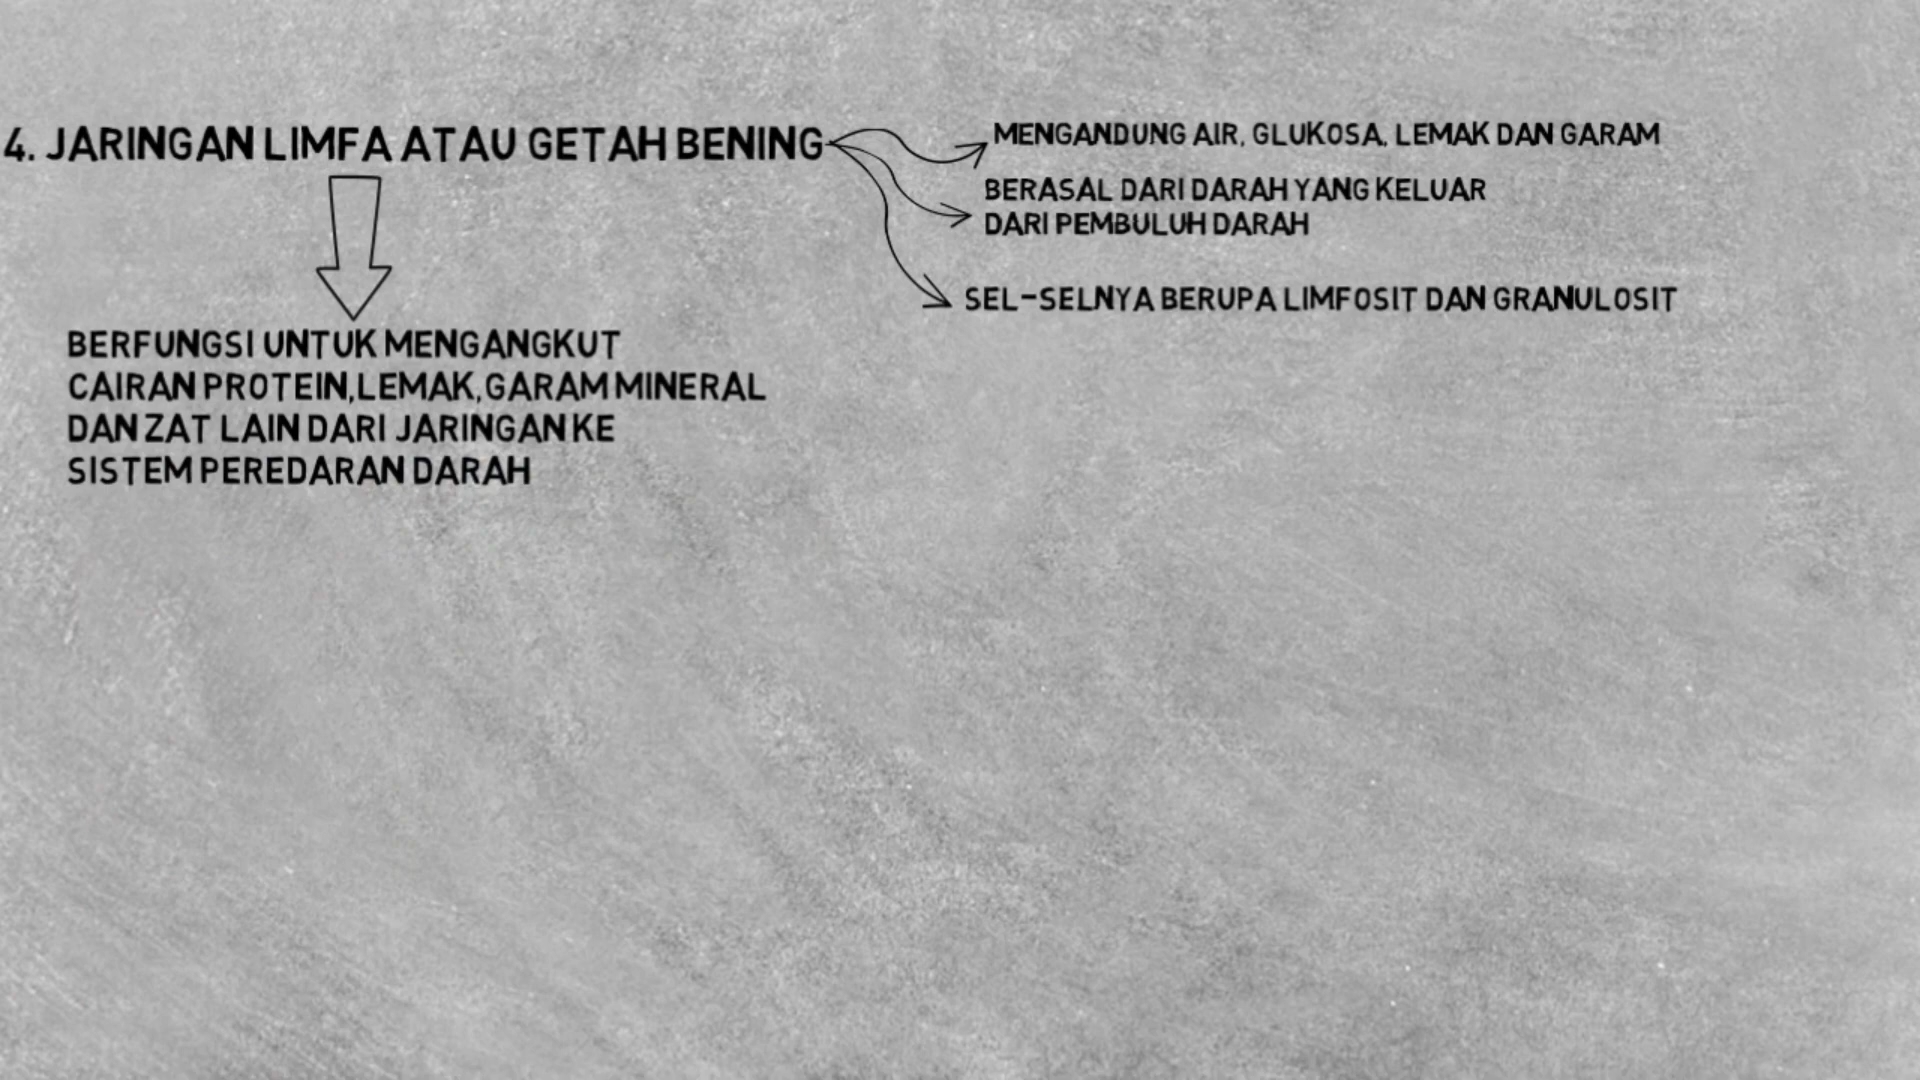 4. JARINGAN LIMFA ATAU GETAH BENING
MENGANDUNG AIR, GLUKOSA, LEMAK DAN GARAM
BERASAL DARI DARAH YANG KELUAR
DARI PEMBULUH DARAH
SEL-SELNYA BERUPA LIMFOSIT DAN GRANULOSIT
BERFUNGSI UNTUK MENGANGKUT
CAIRAN PROTEIN,LEMAK,GARAM MINERAL
DAN ZAT LAIN DARI JARINGAN KE
SISTEM PEREDARAN DARAH